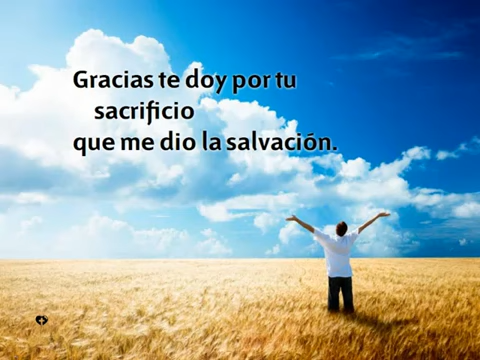 Gracias te doy por tu
sacrificio
que me dio la salvación.